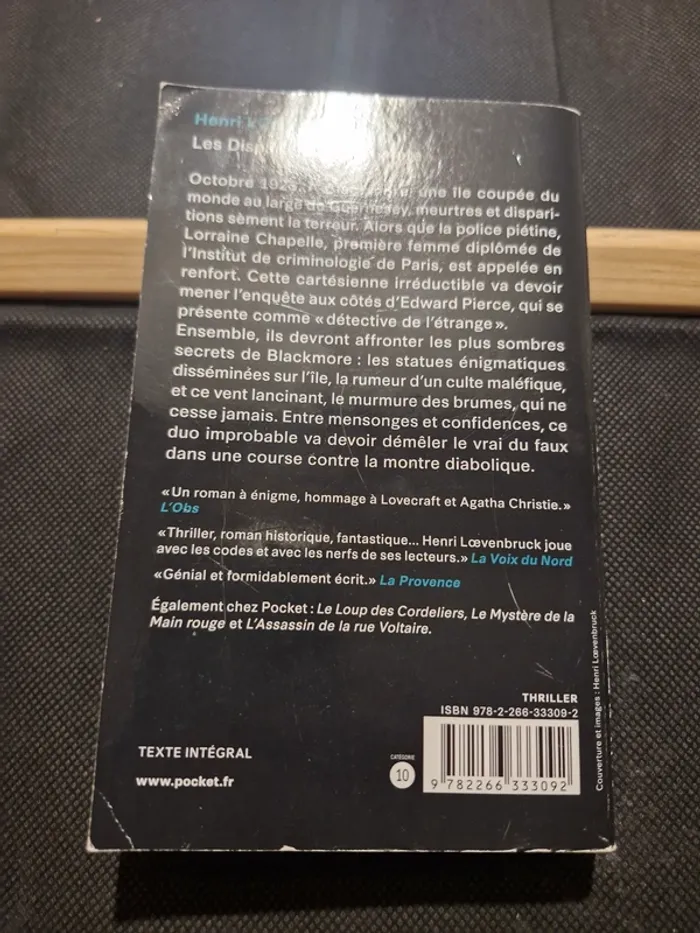 Henri
Les Disp
Octobre 192 une île coupée du
monde au large de Guernesey, meurtres et dispari-
tions sèment la terreur. Alors que la police piétine,
Lorraine Chapelle, première femme diplômée de
l'Institut de criminologie de Paris, est appelée en
renfort. Cette cartésienne irréductible va devoir
mener l'enquête aux côtés d'Edward Pierce, qui se
présente comme «détective de l'étrange».
Ensemble, ils devront affronter les plus sombres
secrets de Blackmore : les statues énigmatiques
disséminées sur l'île, la rumeur d'un culte maléfique,
et ce vent lancinant, le murmure des brumes, qui ne
cesse jamais. Entre mensonges et confidences, ce
duo improbable va devoir démêler le vrai du faux
dans une course contre la montre diabolique.
«Un roman à énigme, hommage à Lovecraft et Agatha Christie.»
L'Obs
«Thriller, roman historique, fantastique... Henri Lœvenbruck joue
avec les codes et avec les nerfs de ses lecteurs.» La Voix du Nord
«Génial et formidablement écrit.» La Provence
Également chez Pocket : Le Loup des Cordeliers, Le Mystère de la
Main rouge et L'Assassin de la rue Voltaire.
THRILLER
ISBN 978-2-266-33309-2
TEXTE INTÉGRAL
www.pocket.fr
CATÉGORIE
10
9 782266 333092
Couverture et images : Henri Lœvenbruck